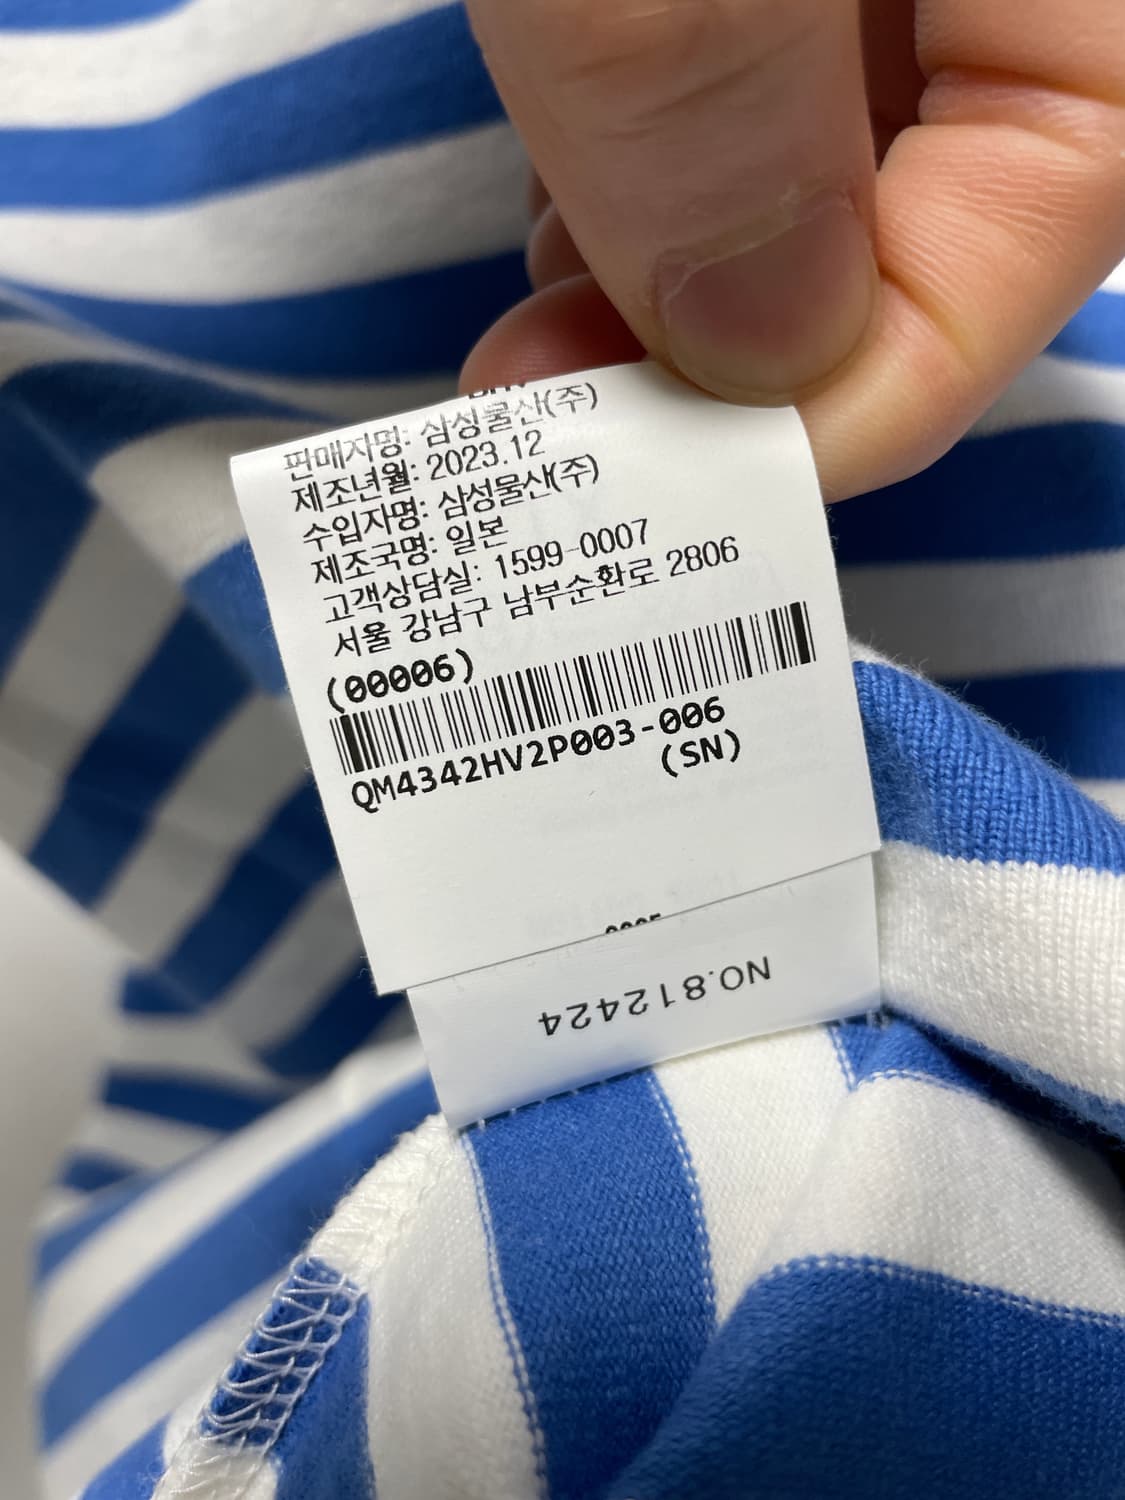 판매자명: 삼성물산(주)
제조년월: 2023.12
수입자명: 삼성물산(주)
제조국명: 일본
고객상담실: 1599-0007
서울 강남구 남부순환로 2806
(00006)
QM4342HV2P003-006
(SN)
NO.812424